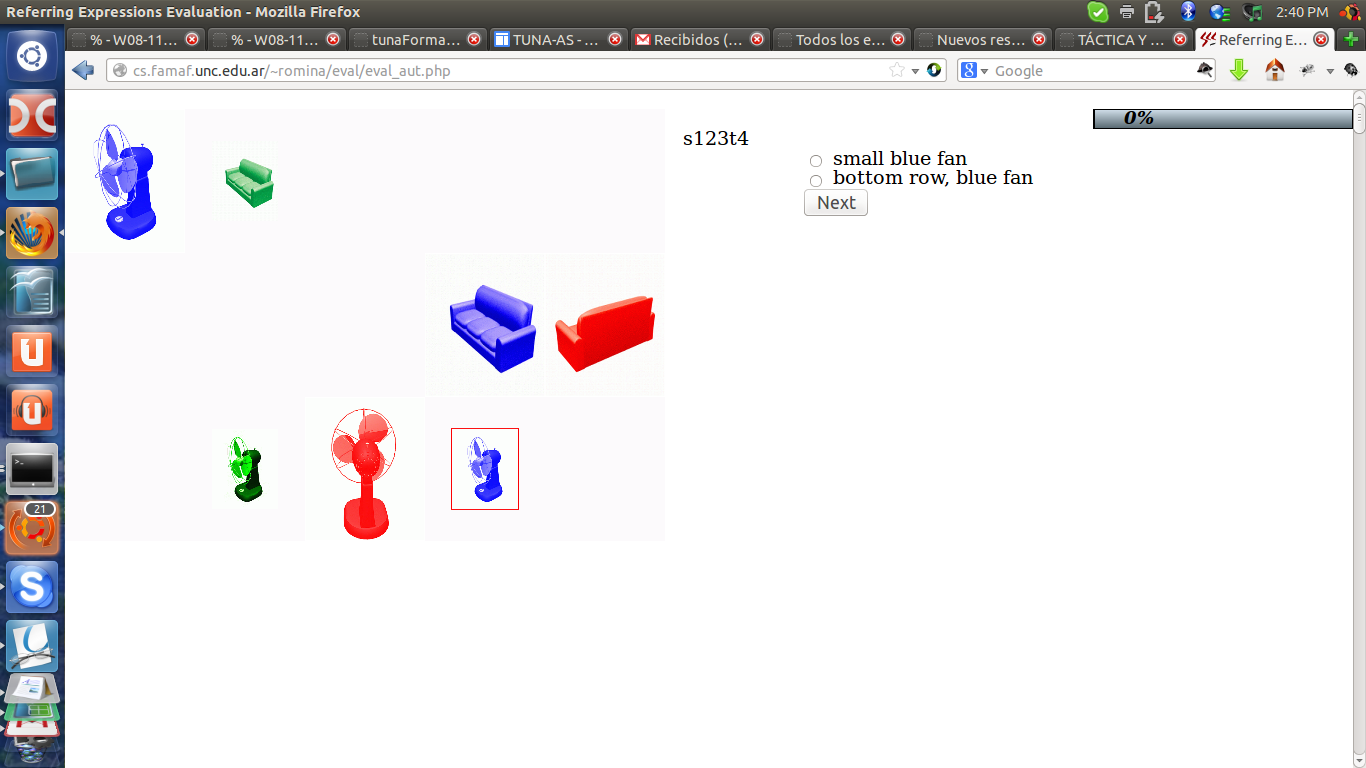 Referring Expressions Evaluation - Mozilla Firefox
2:40 PM
% - W08-11...
% - W08-11...
tunaForma...
TUNA-AS - ...
Recibidos (...
Todos los e...
Nuevos res...
TÁCTICA Y ...
Referring E...
cs.famaf.unc.edu.ar/~romina/eval/eval_aut.php
Google
0%
s123t4
small blue fan
bottom row, blue fan
Next
21